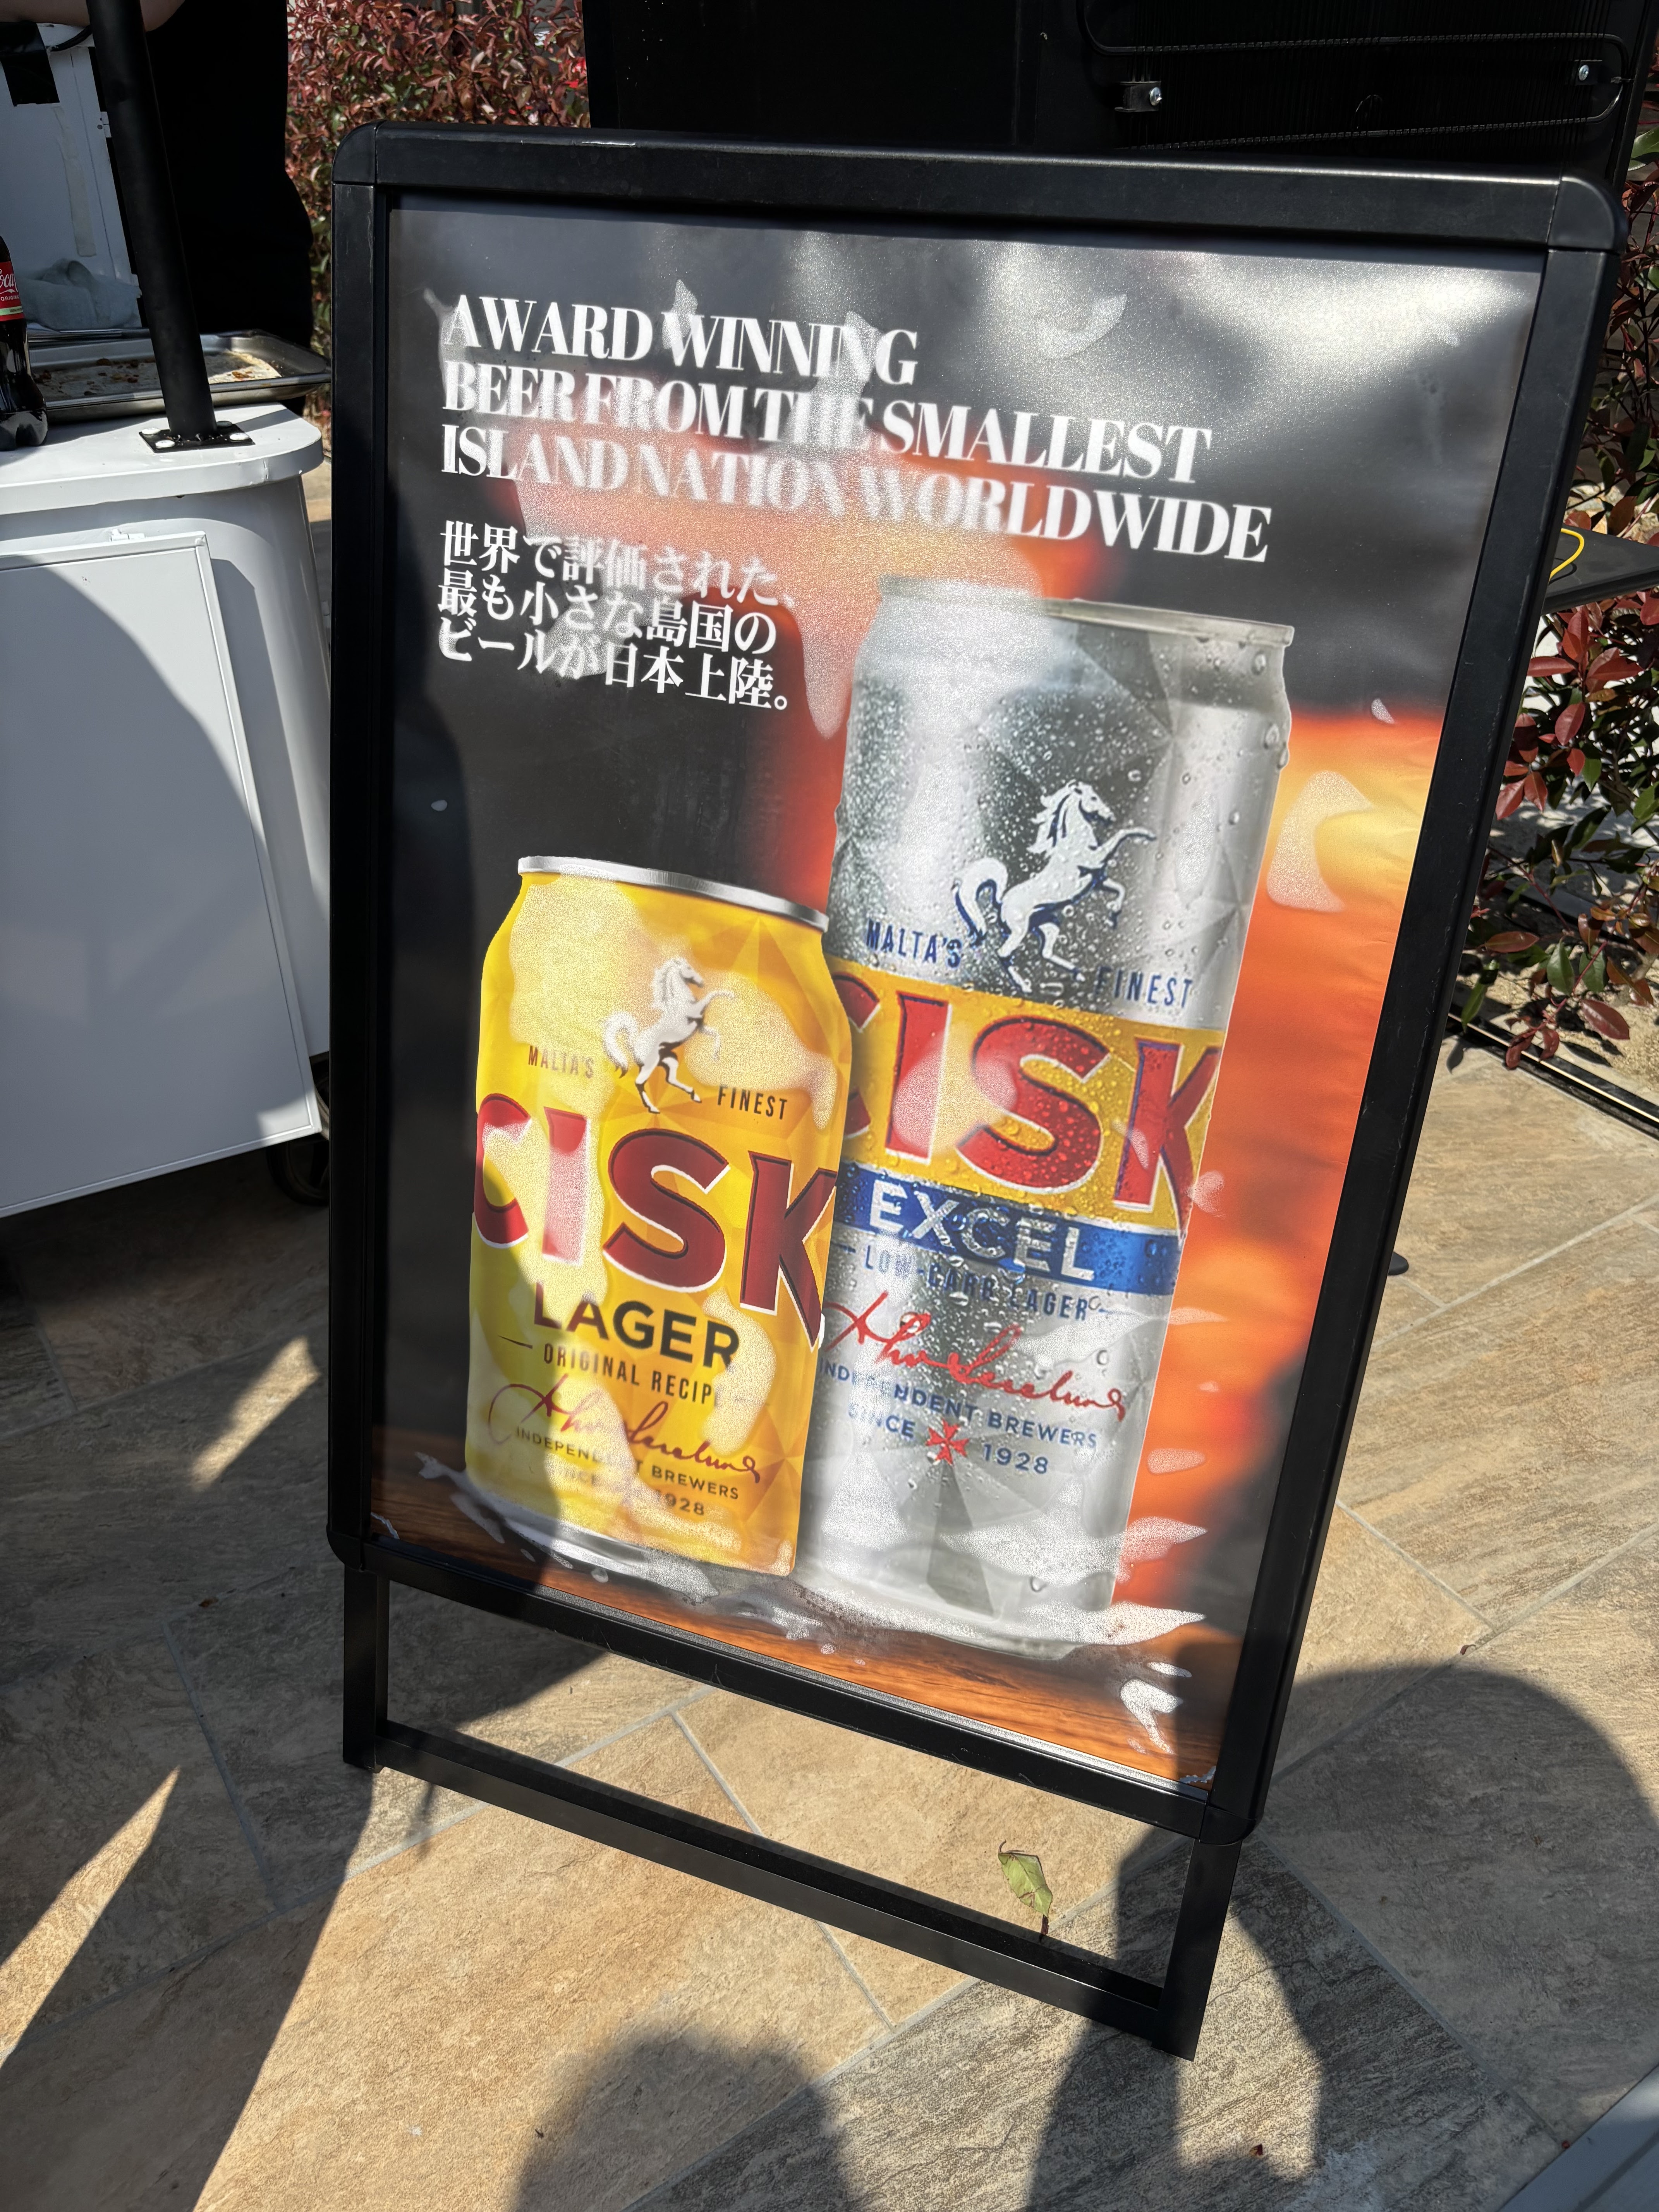 AWARD WINNING
BEER FROM THE SMALLEST
ISLAND NATION WORLDWIDE
世界で評価された、
最も小さな島国の
ビールが日本上陸。
MALTA'S FINEST
CISK
LAGER
ORIGINAL RECIPE
INDEPENDENT BREWERS
SINCE 1928
MALTA'S FINEST
CISK
EXCEL
LOW-CARB LAGER
INDEPENDENT BREWERS
SINCE 1928